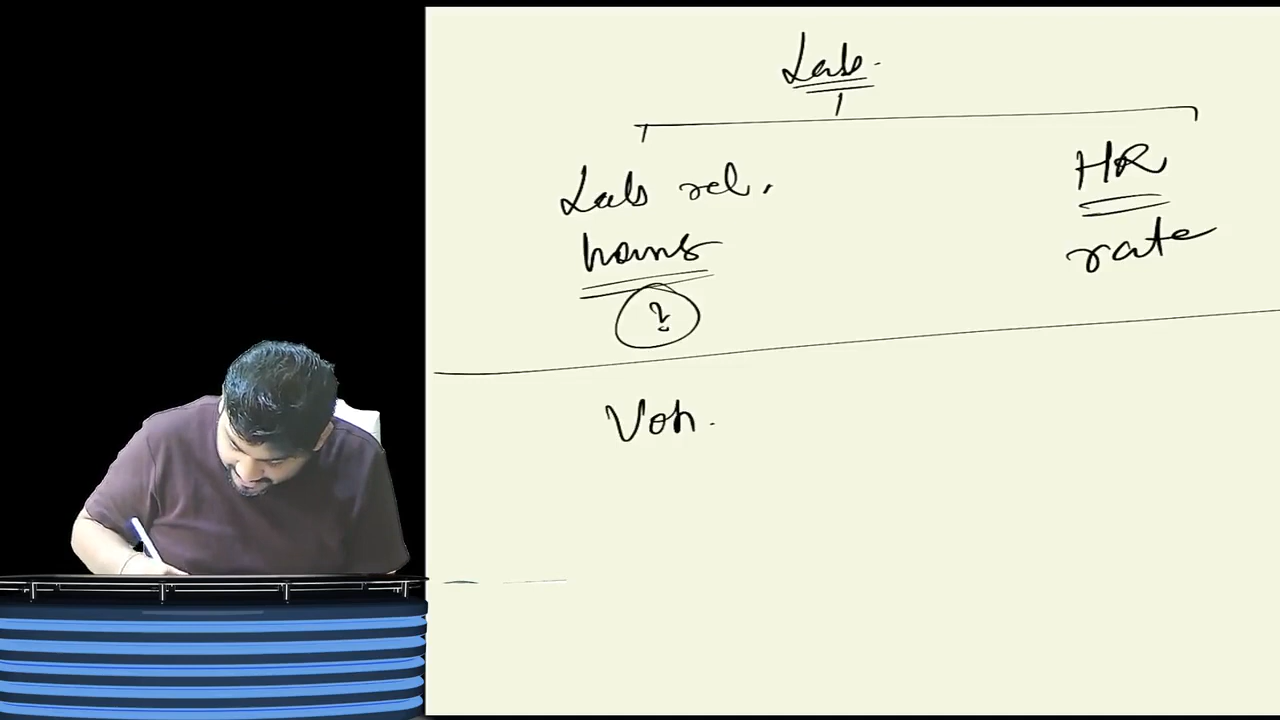 Lab.
Lab rel.
hours
?
HR
rate
Voh.